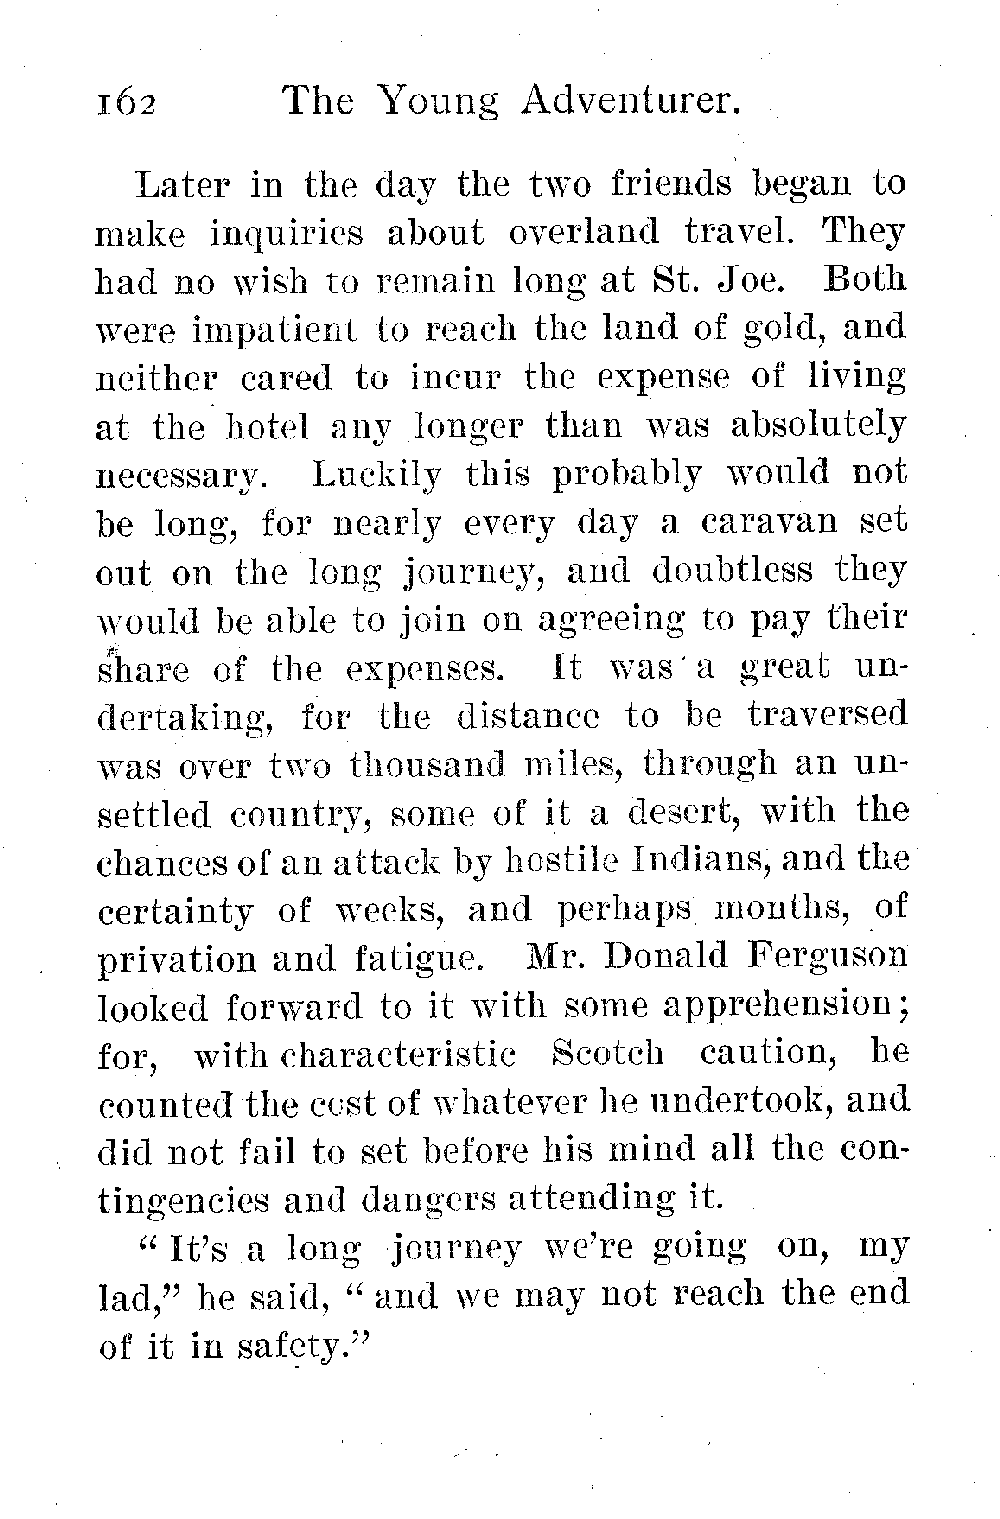 162 The Young Adventurer.
Later in the day the two friends began to
make inquiries about overland travel. They
had no wish to remain long at St. Joe. Both
were impatient to reach the land of gold, and
neither cared to incur the expense of living
at the hotel any longer than was absolutely
necessary. Luckily this probably would not
be long, for nearly every day a caravan set
out on the long journey, and doubtless they
would be able to join on agreeing to pay their
share of the expenses. It was a great un-
dertaking, for the distance to be traversed
was over two thousand miles, through an un-
settled country, some of it a desert, with the
chances of an attack by hostile Indians, and the
certainty of weeks, and perhaps months, of
privation and fatigue. Mr. Donald Ferguson
looked forward to it with some apprehension;
for, with characteristic Scotch caution, he
counted the cost of whatever he undertook, and
did not fail to set before his mind all the con-
tingencies and dangers attending it.
“ It’s a long journey we’re going on, my
lad,” he said, “ and we may not reach the end
of it in safety.”